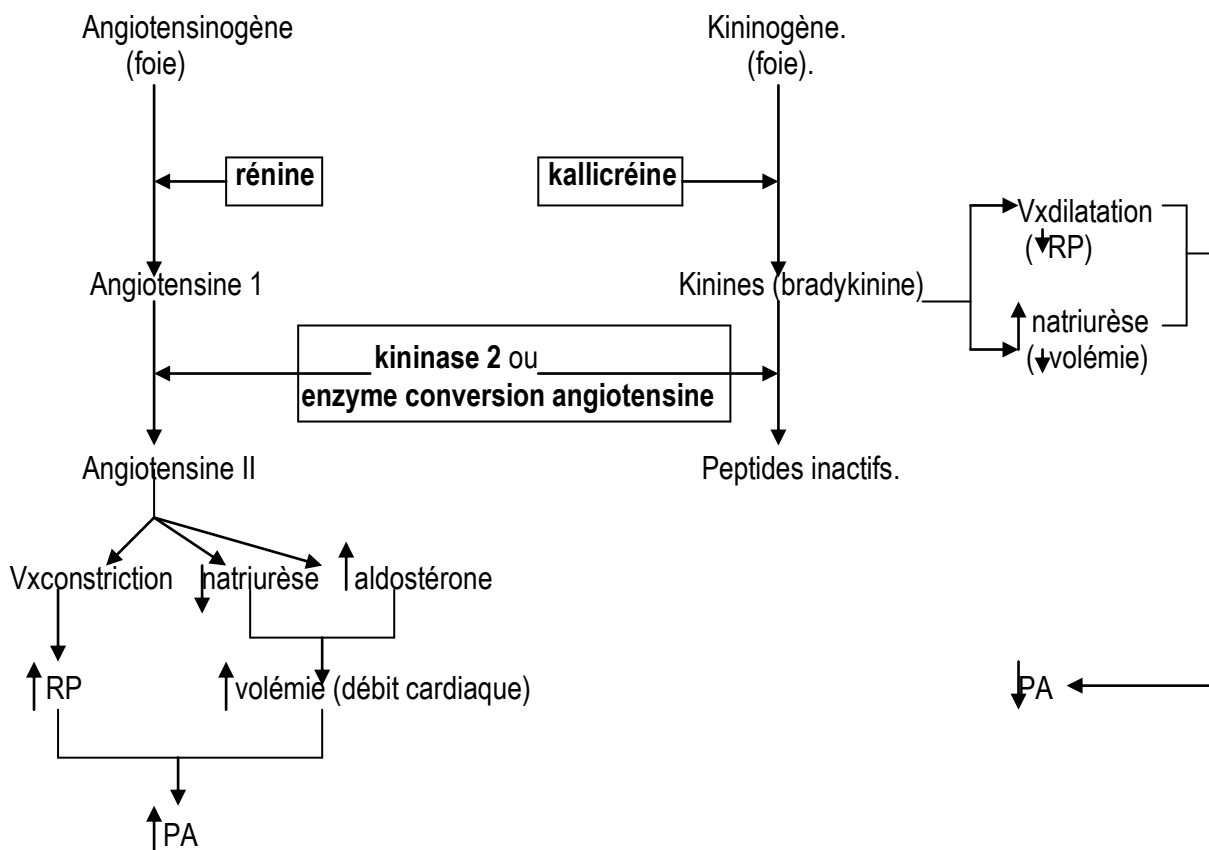 Angiotensinogène
(foie)
Kininogène.
(foie).
rénine
kallicréine
Vxdilatation
(↓RP)
Angiotensine 1
Kinines (bradykinine)
↑ natriurèse
(↓volémie)
kininase 2 ou
enzyme conversion angiotensine
Angiotensine II
Peptides inactifs.
Vxconstriction
↓natriurèse
↑aldostérone
↑RP
↑volémie (débit cardiaque)
↓PA
↑PA